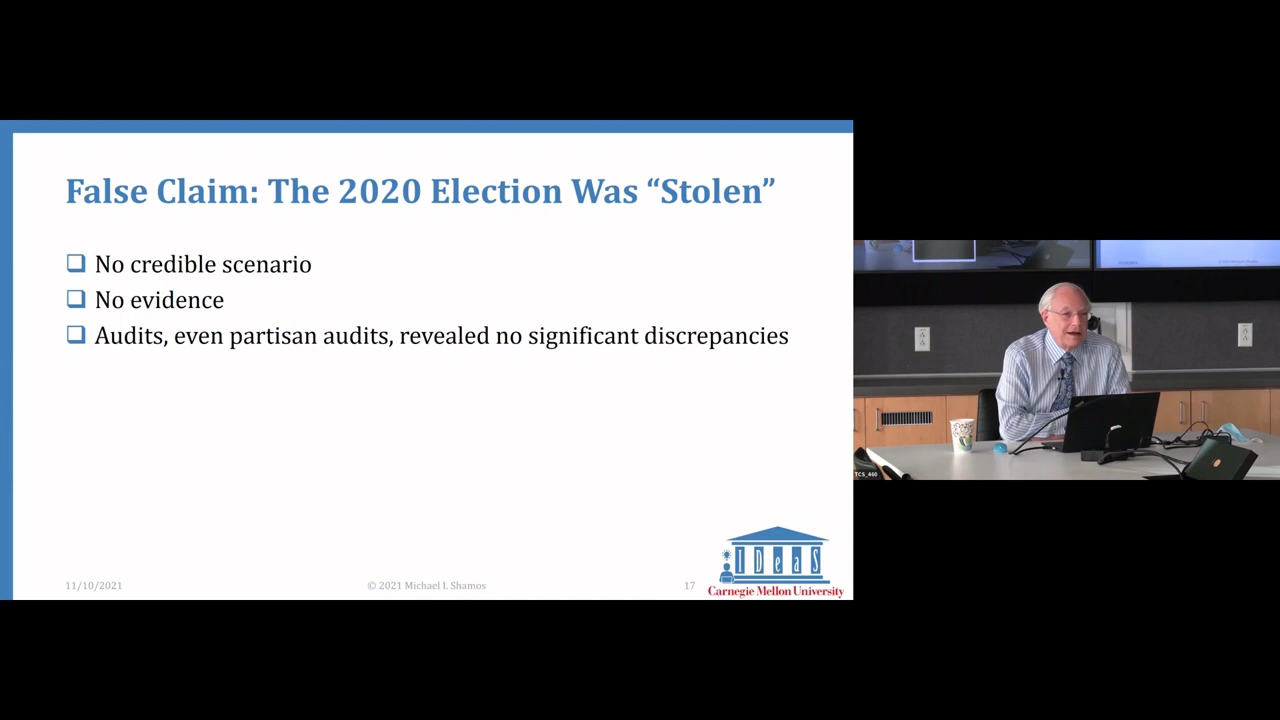 False Claim: The 2020 Election Was “Stolen”
No credible scenario
No evidence
Audits, even partisan audits, revealed no significant discrepancies
11/10/2021
© 2021 Michael I. Shamos
17
IDeaS
Carnegie Mellon University
TCS_460